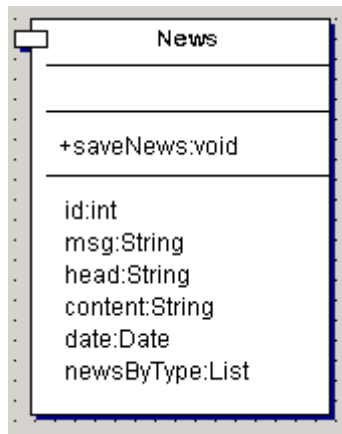 News
+saveNews:void
id:int
msg:String
head:String
content:String
date:Date
newsByType:List